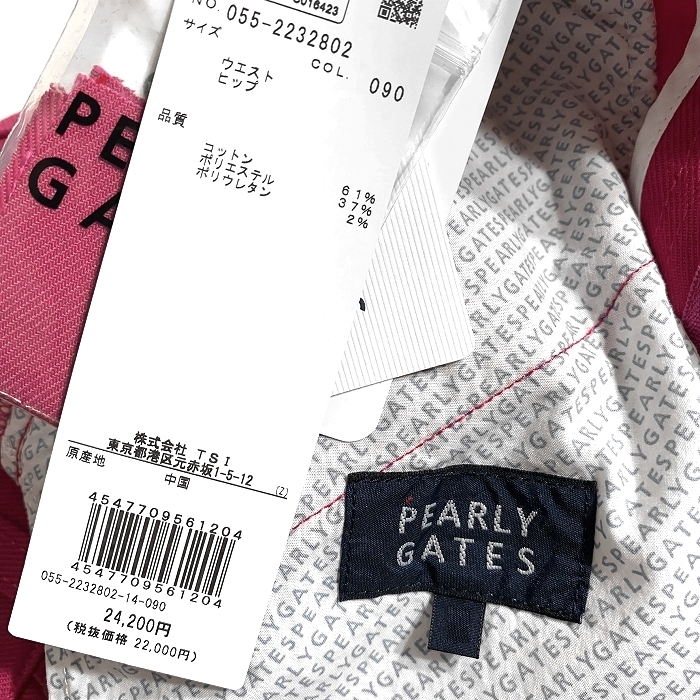 NO. 055-2232802
サイズ
COL. 090
ウエスト
ヒップ
品質
コットン 61%
ポリエステル 37%
ポリウレタン 2%
株式会社 TSI
東京都港区元赤坂1-5-12
原産地 中国 (Z)
4547709561204
4547709561204
055-2232802-14-090
24,200円
(税抜価格 22,000円)
PEARLY
GATES